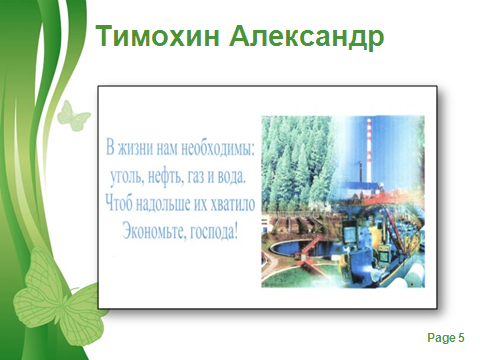 Тимохин Александр
В жизни нам необходимы:
уголь, нефть, газ и вода.
Чтоб надольше их хватило
Экономьте, господа!
Page 5